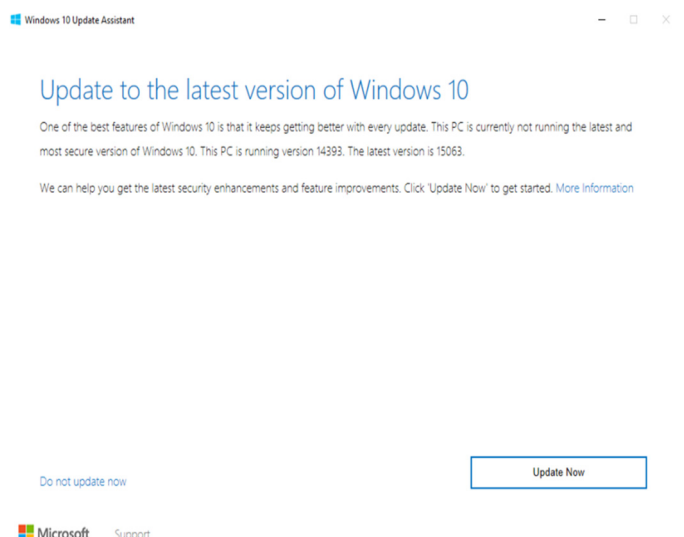 Windows 10 Update Assistant
Update to the latest version of Windows 10
One of the best features of Windows 10 is that it keeps getting better with every update. This PC is currently not running the latest and
most secure version of Windows 10. This PC is running version 14393. The latest version is 15063.
We can help you get the latest security enhancements and feature improvements. Click 'Update Now' to get started. More Information
Update Now
Do not update now
Microsoft Support